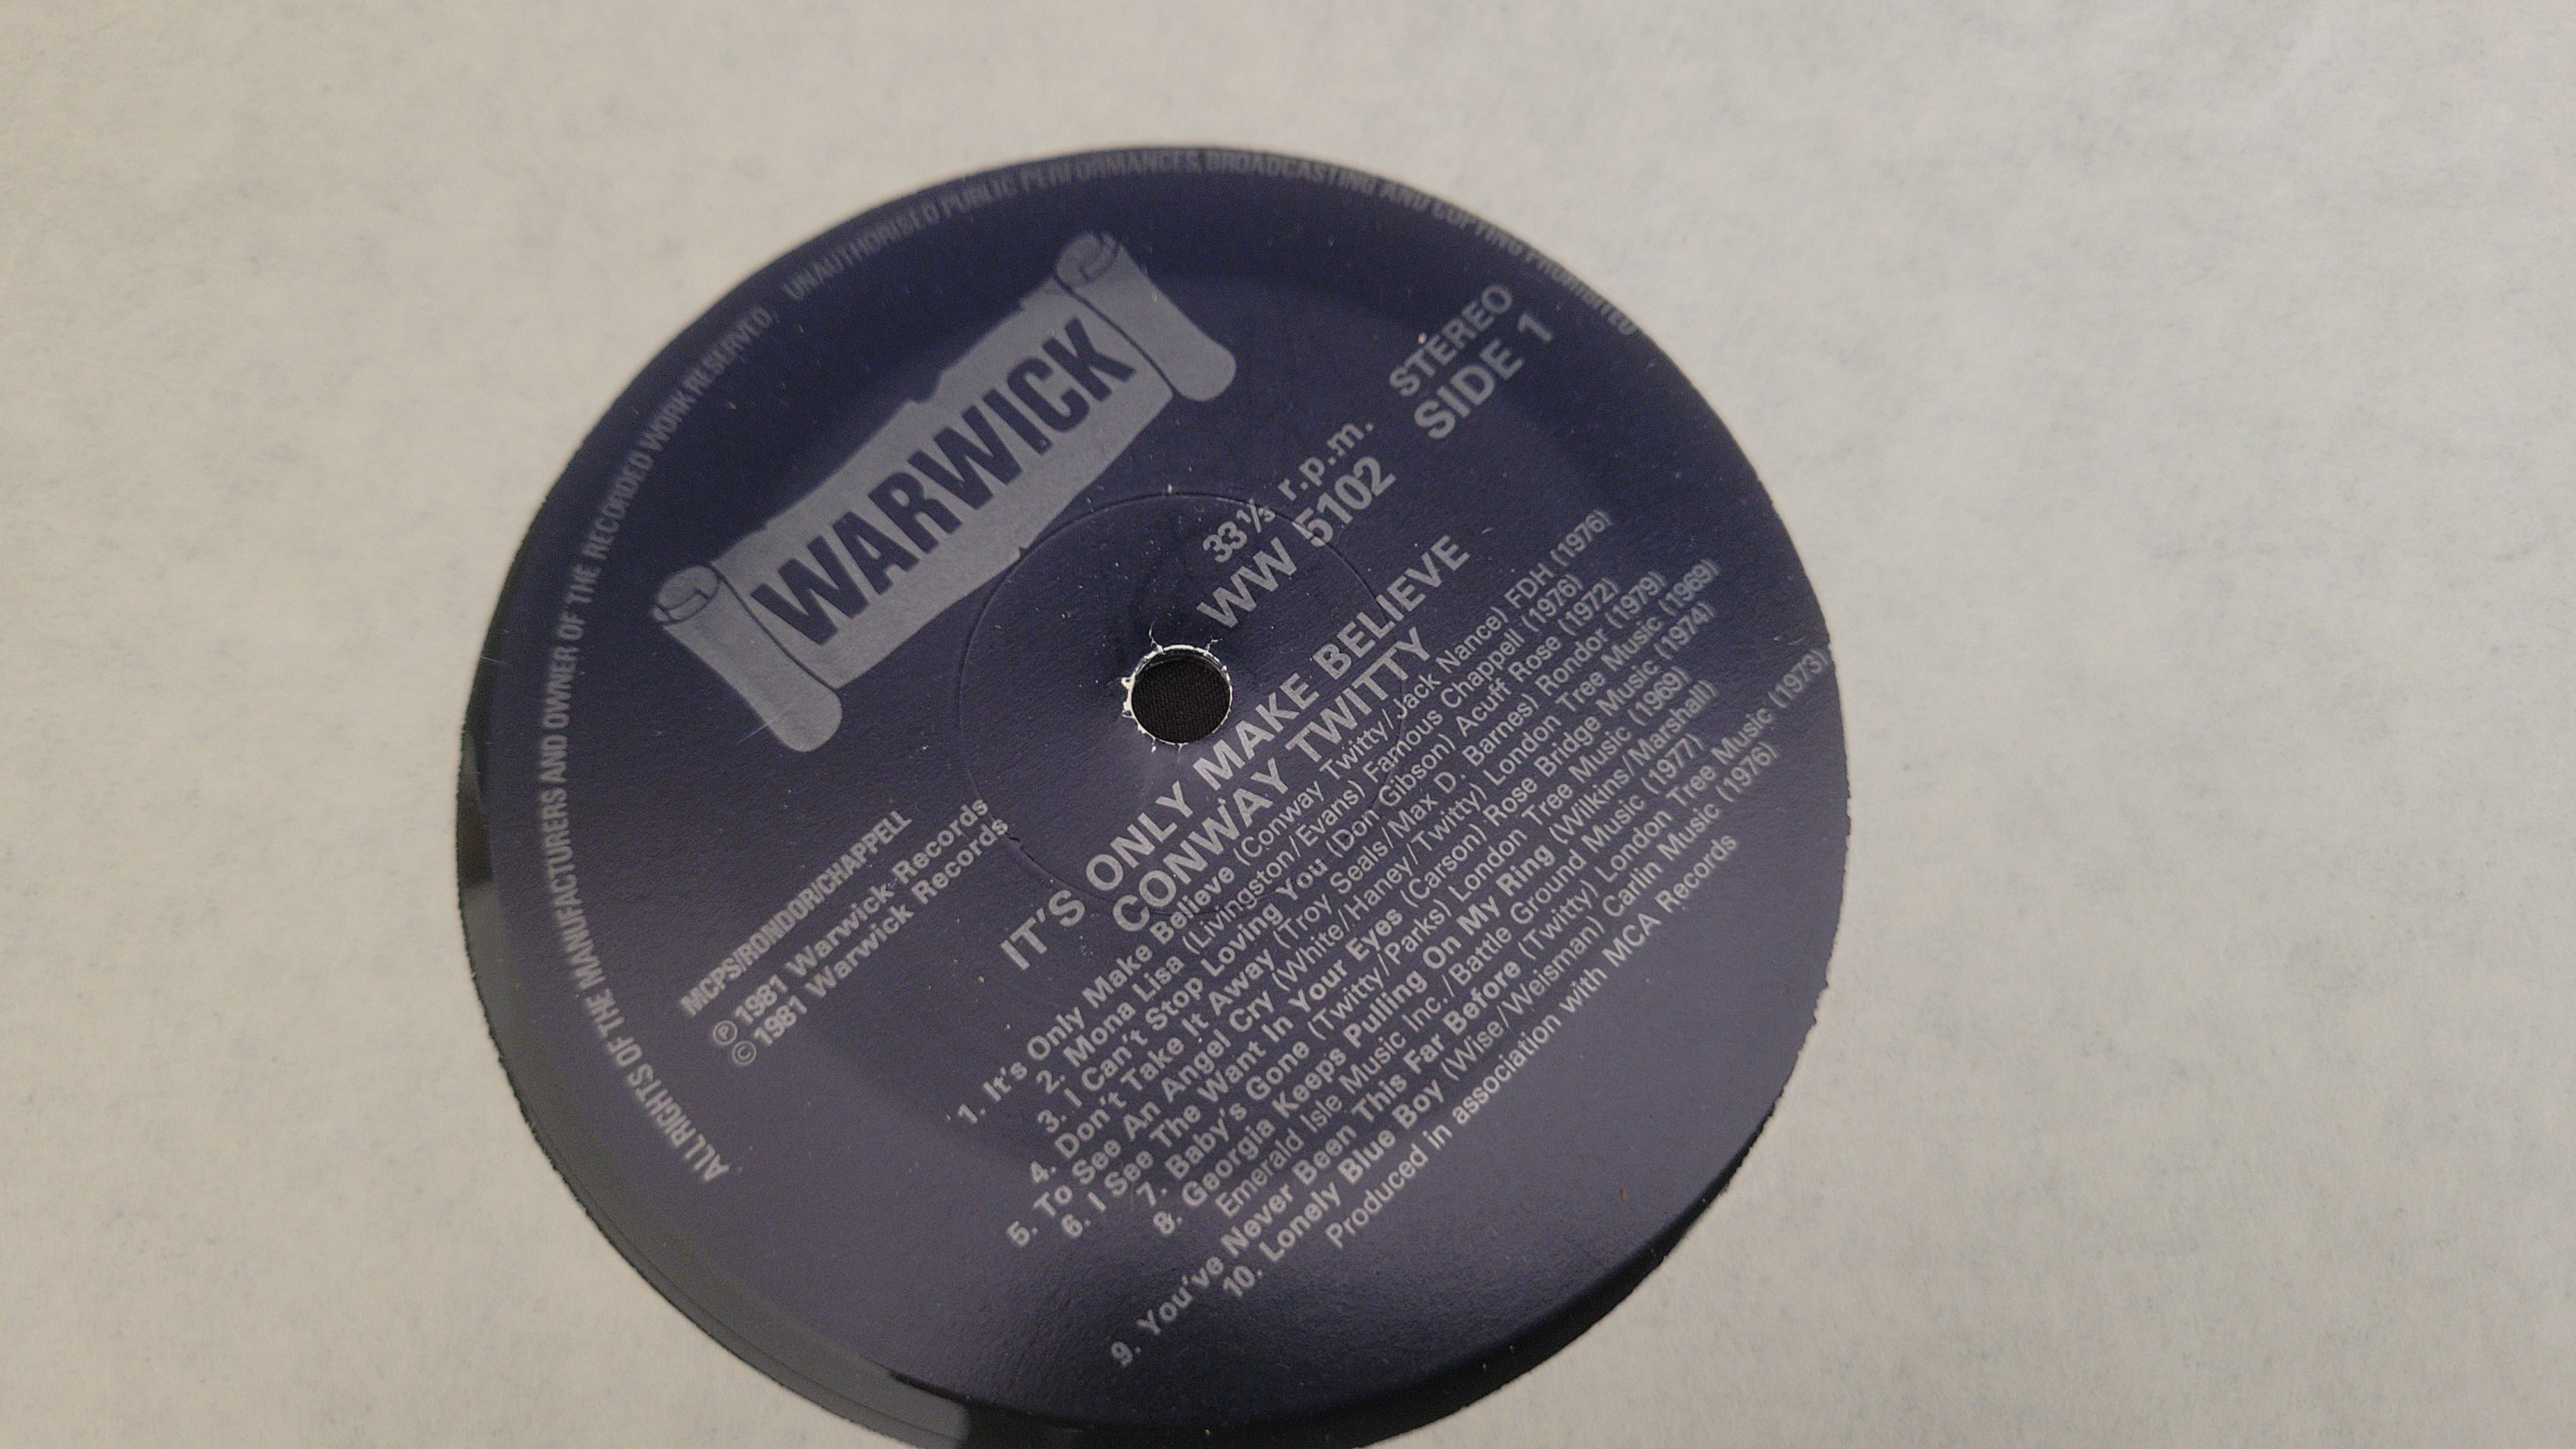 ALL RIGHTS OF THE MANUFACTURERS AND OWNER OF THE RECORDED WORK RESERVED. UNAUTHORISED PUBLIC PERFORMANCES, BROADCASTING AND COPYING PROHIBITED
WARWICK
STEREO
SIDE 1
33⅓ r.p.m.
WW 5102
MCPS/RONDOR/CHAPPELL
Ⓟ 1981 Warwick Records
© 1981 Warwick Records
IT'S ONLY MAKE BELIEVE
CONWAY TWITTY
1. It's Only Make Believe (Conway Twitty/Jack Nance) FDH (1976)
2. Mona Lisa (Livingston/Evans) Famous Chappell (1976)
3. I Can't Stop Loving You (Don Gibson) Acuff Rose (1972)
4. Don't Take It Away (Troy Seals/Max D. Barnes) Rondor (1979)
5. To See An Angel Cry (White/Haney/Twitty) London Tree Music (1969)
6. I See The Want In Your Eyes (Carson) Rose Bridge Music (1974)
7. Baby's Gone (Twitty/Parks) London Tree Music (1969)
8. Georgia Keeps Pulling On My Ring (Wilkins/Marshall)
Emerald Isle Music Inc./Battle Ground Music (1977)
9. You've Never Been This Far Before (Twitty) London Tree Music (1973)
10. Lonely Blue Boy (Wise/Weisman) Carlin Music (1976)
Produced in association with MCA Records